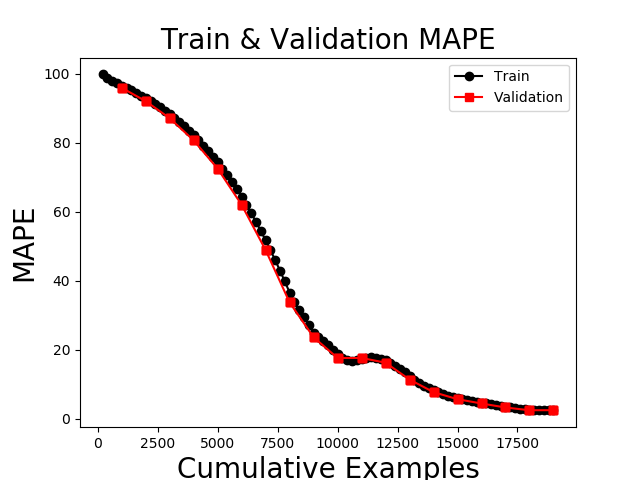 Train & Validation MAPE
Train
Validation
MAPE
100
80
60
40
20
0
0 2500 5000 7500 10000 12500 15000 17500
Cumulative Examples